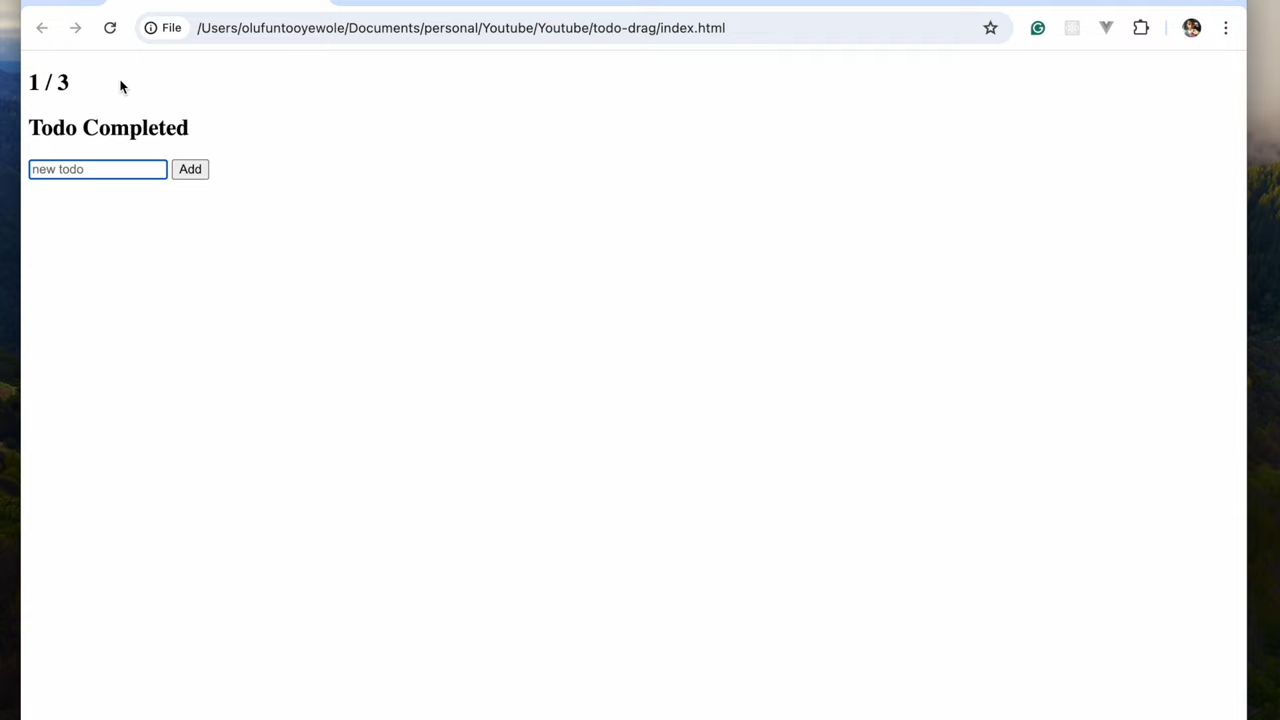 File /Users/olufuntooyewole/Documents/personal/Youtube/Youtube/todo-drag/index.html
1 / 3
Todo Completed
new todo Add